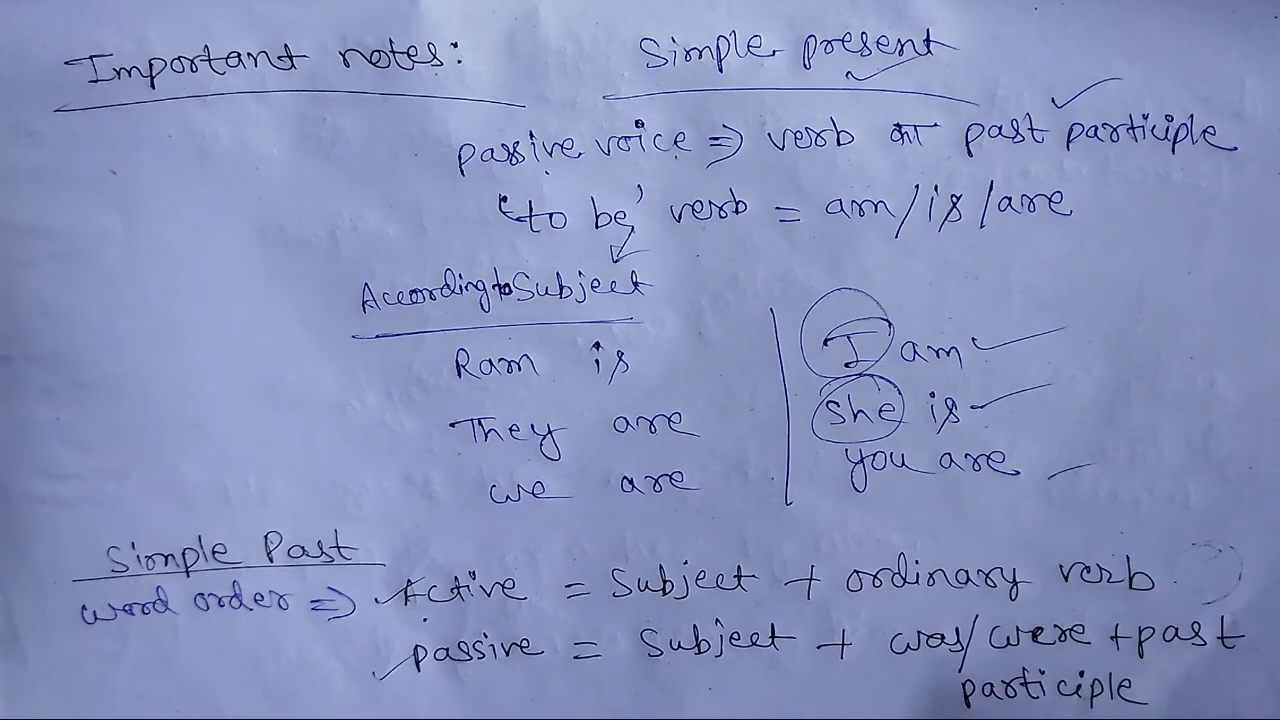 Important notes:
Simple present
passive voice ⇒ verb का past participle
'to be' verb = am/is/are
According to Subject
Ram is
They are
we are
I am
she is
you are
Simple Past
word order ⇒ Active = Subject + ordinary verb
passive = Subject + was/were + past
participle